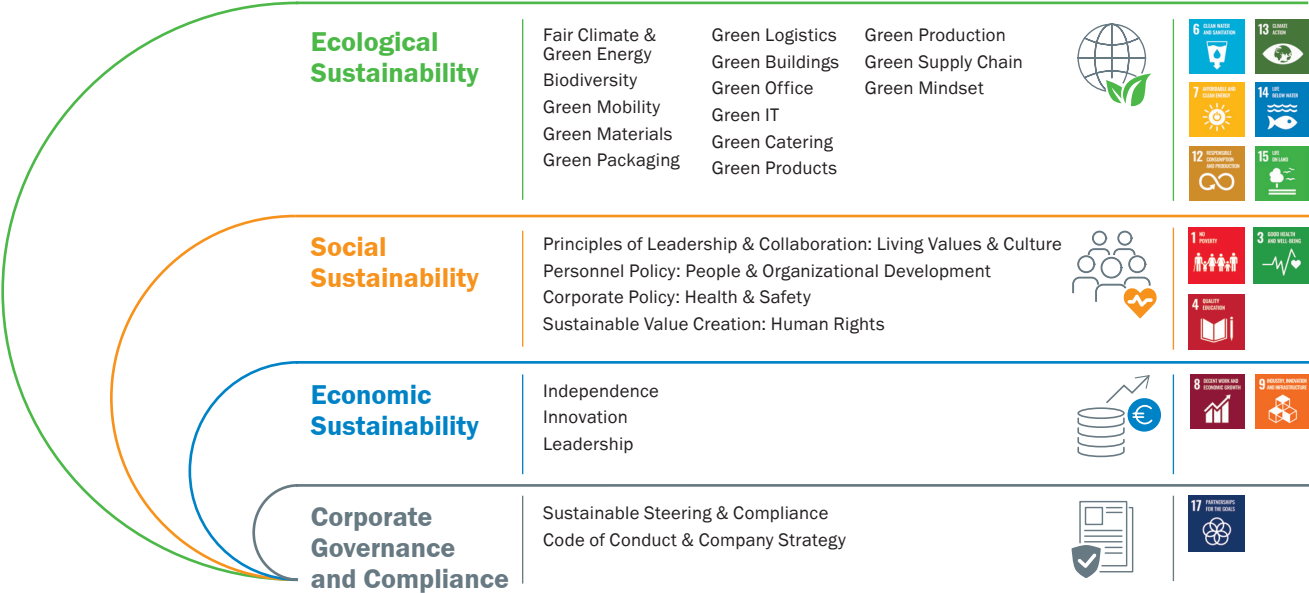 Ecological
Sustainability
Fair Climate &
Green Energy
Biodiversity
Green Mobility
Green Materials
Green Packaging
Green Logistics
Green Buildings
Green Office
Green IT
Green Catering
Green Products
Green Production
Green Supply Chain
Green Mindset
6 CLEAN WATER
AND SANITATION
13 CLIMATE
ACTION
7 AFFORDABLE AND
CLEAN ENERGY
14 LIFE
BELOW WATER
12 RESPONSIBLE
CONSUMPTION
AND PRODUCTION
15 LIFE
ON LAND
Social
Sustainability
Principles of Leadership & Collaboration: Living Values & Culture
Personnel Policy: People & Organizational Development
Corporate Policy: Health & Safety
Sustainable Value Creation: Human Rights
1 NO
POVERTY
3 GOOD HEALTH
AND WELL-BEING
4 QUALITY
EDUCATION
Economic
Sustainability
Independence
Innovation
Leadership
€
8 DECENT WORK AND
ECONOMIC GROWTH
9 INDUSTRY, INNOVATION
AND INFRASTRUCTURE
Corporate
Governance
and Compliance
Sustainable Steering & Compliance
Code of Conduct & Company Strategy
17 PARTNERSHIPS
FOR THE GOALS